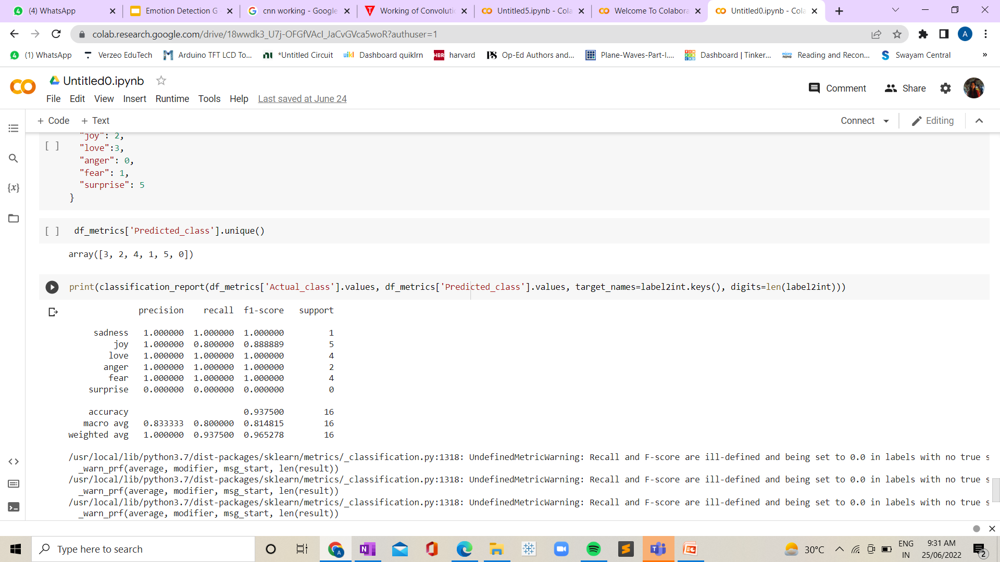 (4) WhatsApp
Emotion Detection G
cnn working - Google
Working of Convoluti
Untitled5.ipynb - Cola
Welcome To Colabora
Untitled0.ipynb - Cola
colab.research.google.com/drive/18wwdk3_U7j-OFGfVAcI_JaCvGVca5woR?authuser=1
A
(1) WhatsApp
Verzeo EduTech
Arduino TFT LCD To...
*Untitled Circuit
Dashboard quiklrn
HBR harvard
Op-Ed Authors and...
Plane-Waves-Part-I....
Dashboard | Tinker...
Reading and Recon...
Swayam Central
»
Untitled0.ipynb
Comment
Share
File Edit View Insert Runtime Tools Help Last saved at June 24
+ Code + Text
Connect
Editing
"joy": 2,
[ ] "love":3,
"anger": 0,
"fear": 1,
"surprise": 5
}
[ ] df_metrics['Predicted_class'].unique()
array([3, 2, 4, 1, 5, 0])
print(classification_report(df_metrics['Actual_class'].values, df_metrics['Predicted_class'].values, target_names=label2int.keys(), digits=len(label2int)))
precision recall f1-score support
sadness 1.000000 1.000000 1.000000 1
joy 1.000000 0.800000 0.888889 5
love 1.000000 1.000000 1.000000 4
anger 1.000000 1.000000 1.000000 2
fear 1.000000 1.000000 1.000000 4
surprise 0.000000 0.000000 0.000000 0
accuracy 0.937500 16
macro avg 0.833333 0.800000 0.814815 16
weighted avg 1.000000 0.937500 0.965278 16
/usr/local/lib/python3.7/dist-packages/sklearn/metrics/_classification.py:1318: UndefinedMetricWarning: Recall and F-score are ill-defined and being set to 0.0 in labels with no true s
_warn_prf(average, modifier, msg_start, len(result))
/usr/local/lib/python3.7/dist-packages/sklearn/metrics/_classification.py:1318: UndefinedMetricWarning: Recall and F-score are ill-defined and being set to 0.0 in labels with no true s
_warn_prf(average, modifier, msg_start, len(result))
/usr/local/lib/python3.7/dist-packages/sklearn/metrics/_classification.py:1318: UndefinedMetricWarning: Recall and F-score are ill-defined and being set to 0.0 in labels with no true s
_warn_prf(average, modifier, msg_start, len(result))
Type here to search
30°C
ENG
IN
9:31 AM
25/06/2022
2